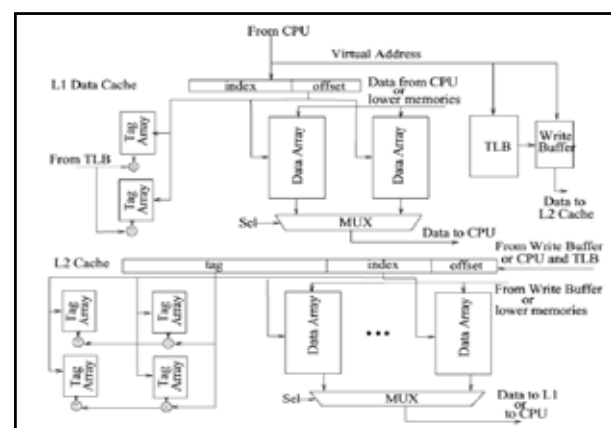 From CPU
Virtual Address
L1 Data Cache
index
offset
Data from CPU
or
lower memories
Tag
Array
From TLB
Tag
Array
Data Array
Data Array
TLB
Write
Buffer
Data to
L2 Cache
Sel
MUX
Data to CPU
From Write Buffer
or CPU and TLB
L2 Cache
tag
index
offset
From Write Buffer
or
lower memories
Tag
Array
Tag
Array
Tag
Array
Tag
Array
Data Array
Data Array
Sel
MUX
Data to L1
or
to CPU